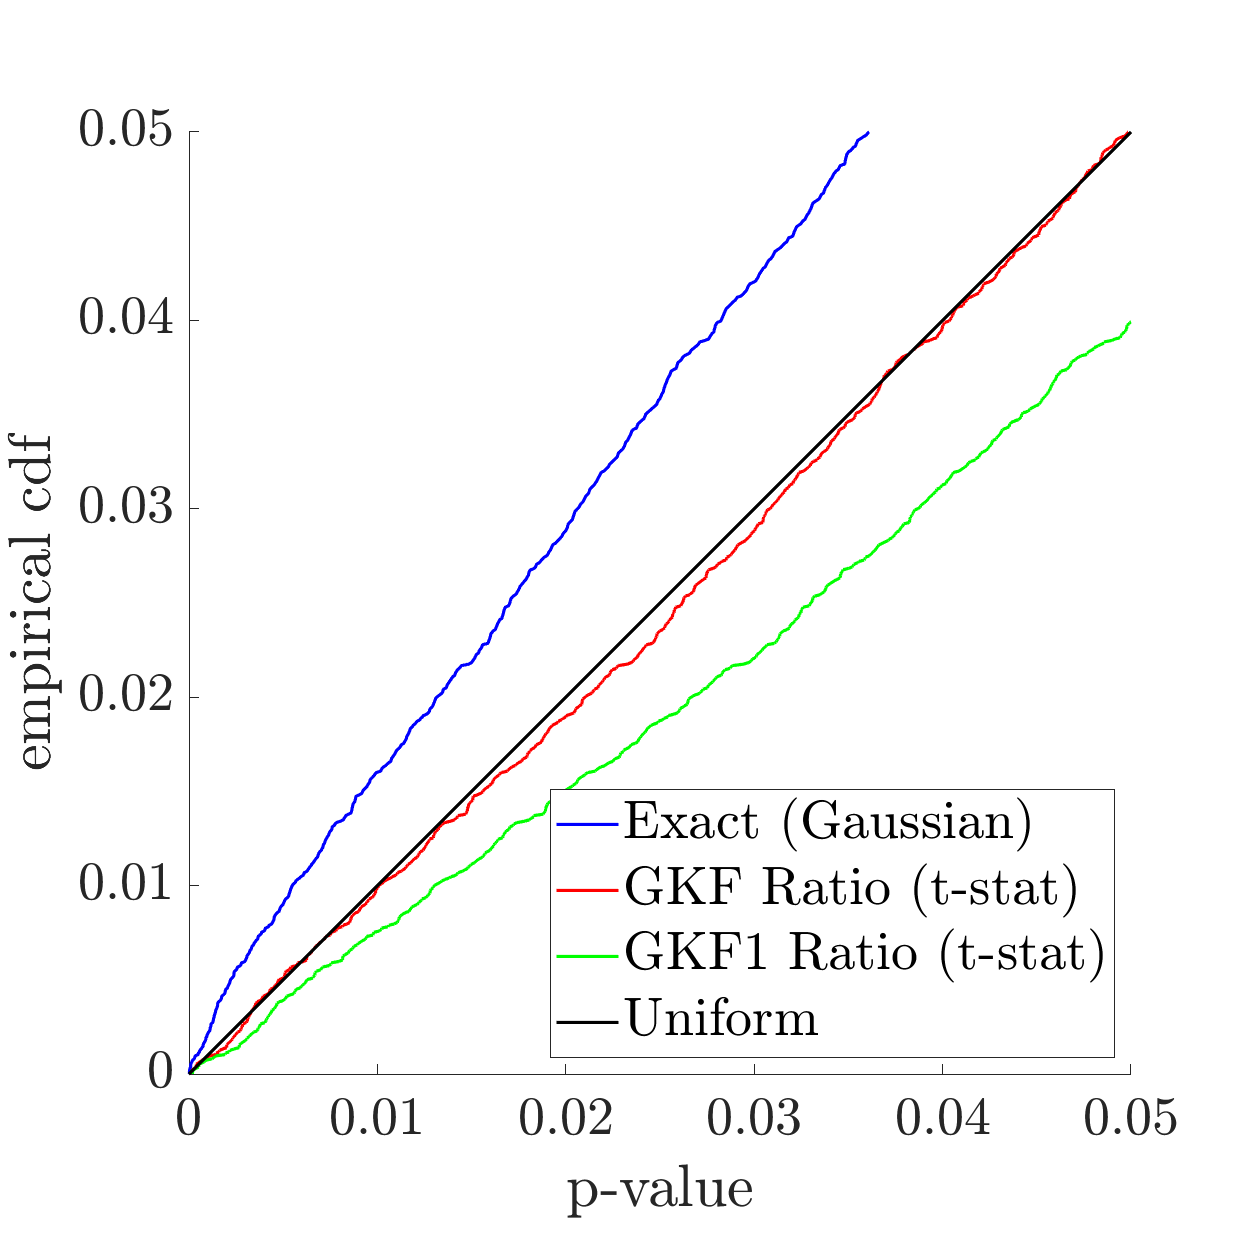 0.05
0.04
0.03
0.02
0.01
0
empirical cdf
Exact (Gaussian)
GKF Ratio (t-stat)
GKF1 Ratio (t-stat)
Uniform
0 0.01 0.02 0.03 0.04 0.05
p-value